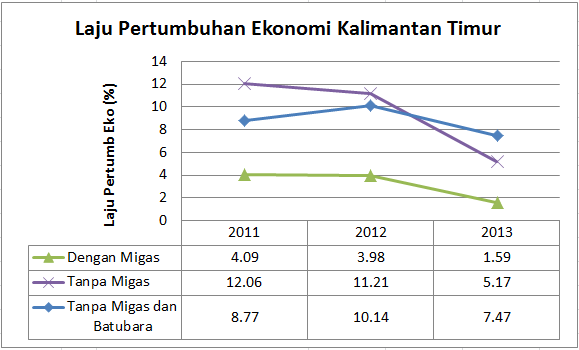 Laju Pertumbuhan Ekonomi Kalimantan Timur
Laju Pertumb Eko (%)
14
12
10
8
6
4
2
0
2011 2012 2013
Dengan Migas 4.09 3.98 1.59
Tanpa Migas 12.06 11.21 5.17
Tanpa Migas dan
Batubara 8.77 10.14 7.47